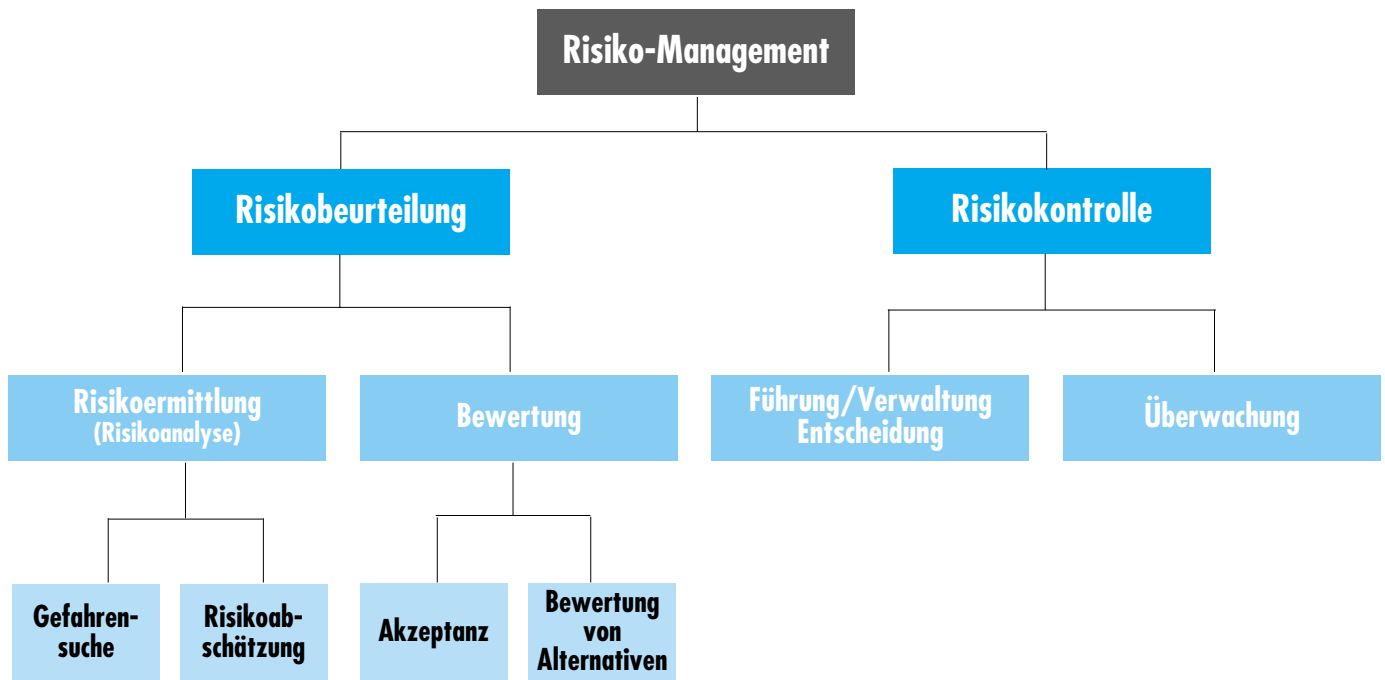 Risiko-Management
Risikobeurteilung
Risikokontrolle
Risikoermittlung
(Risikoanalyse)
Bewertung
Führung/Verwaltung
Entscheidung
Überwachung
Gefahren-
suche
Risikoab-
schätzung
Akzeptanz
Bewertung
von
Alternativen